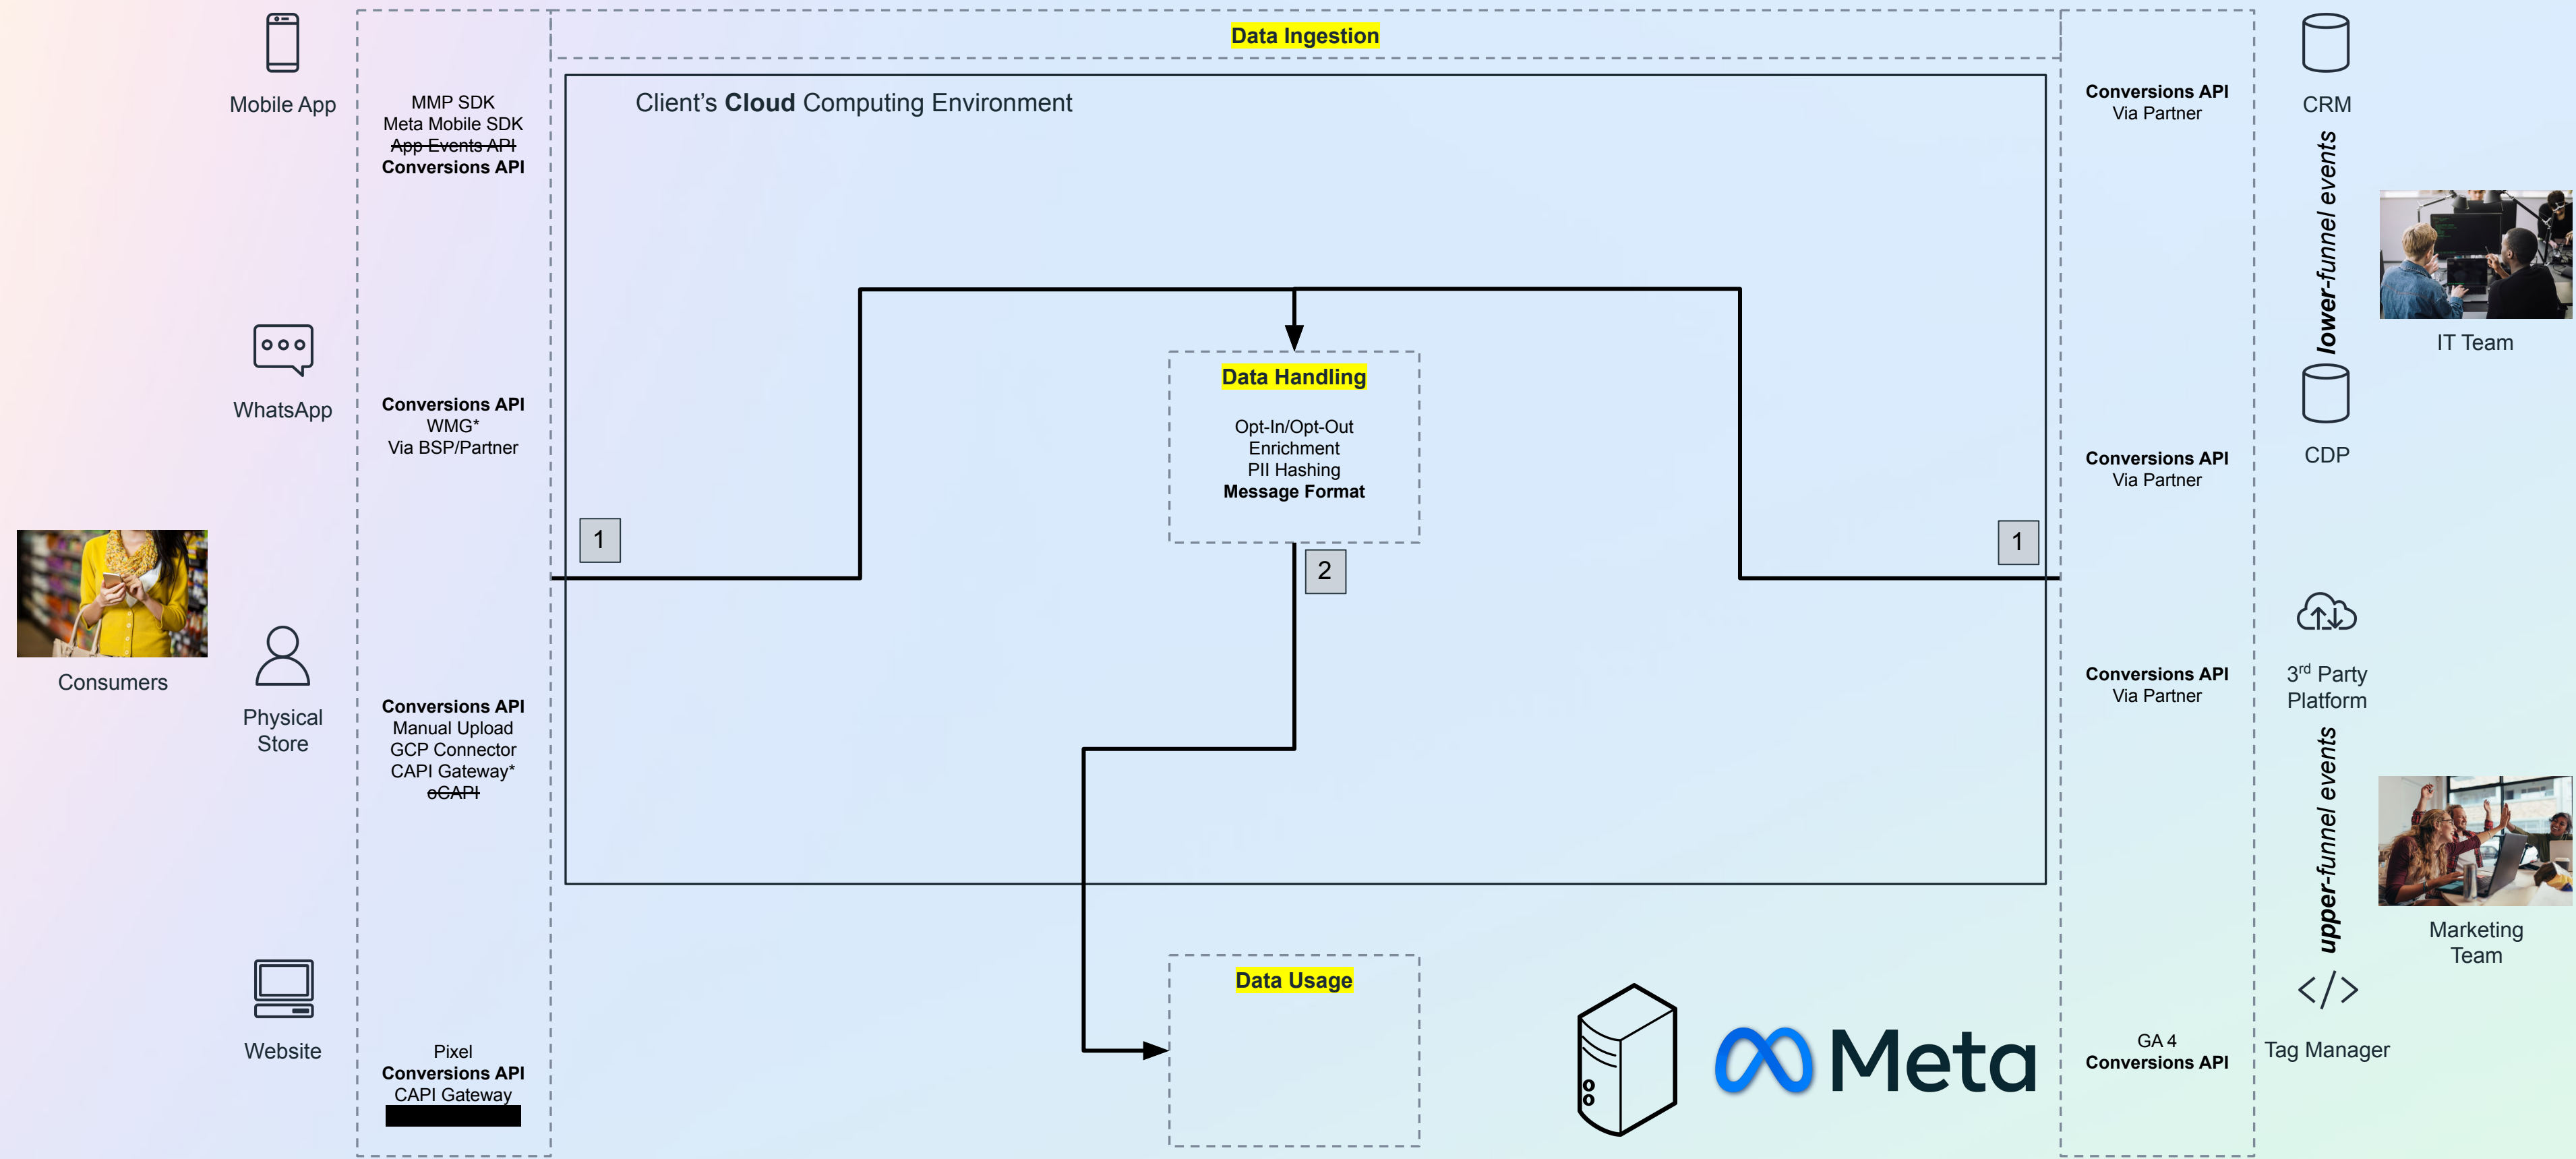 Data Ingestion
Client's Cloud Computing Environment
Mobile App
MMP SDK
Meta Mobile SDK
App Events API
Conversions API
WhatsApp
Conversions API
WMG*
Via BSP/Partner
Consumers
Physical
Store
Conversions API
Manual Upload
GCP Connector
CAPI Gateway*
oCAPI
Website
Pixel
Conversions API
CAPI Gateway
1
Data Handling
Opt-In/Opt-Out
Enrichment
PII Hashing
Message Format
2
1
Data Usage
Meta
Conversions API
Via Partner
CRM
lower-funnel events
IT Team
Conversions API
Via Partner
CDP
Conversions API
Via Partner
3rd Party
Platform
upper-funnel events
Marketing
Team
GA 4
Conversions API
Tag Manager